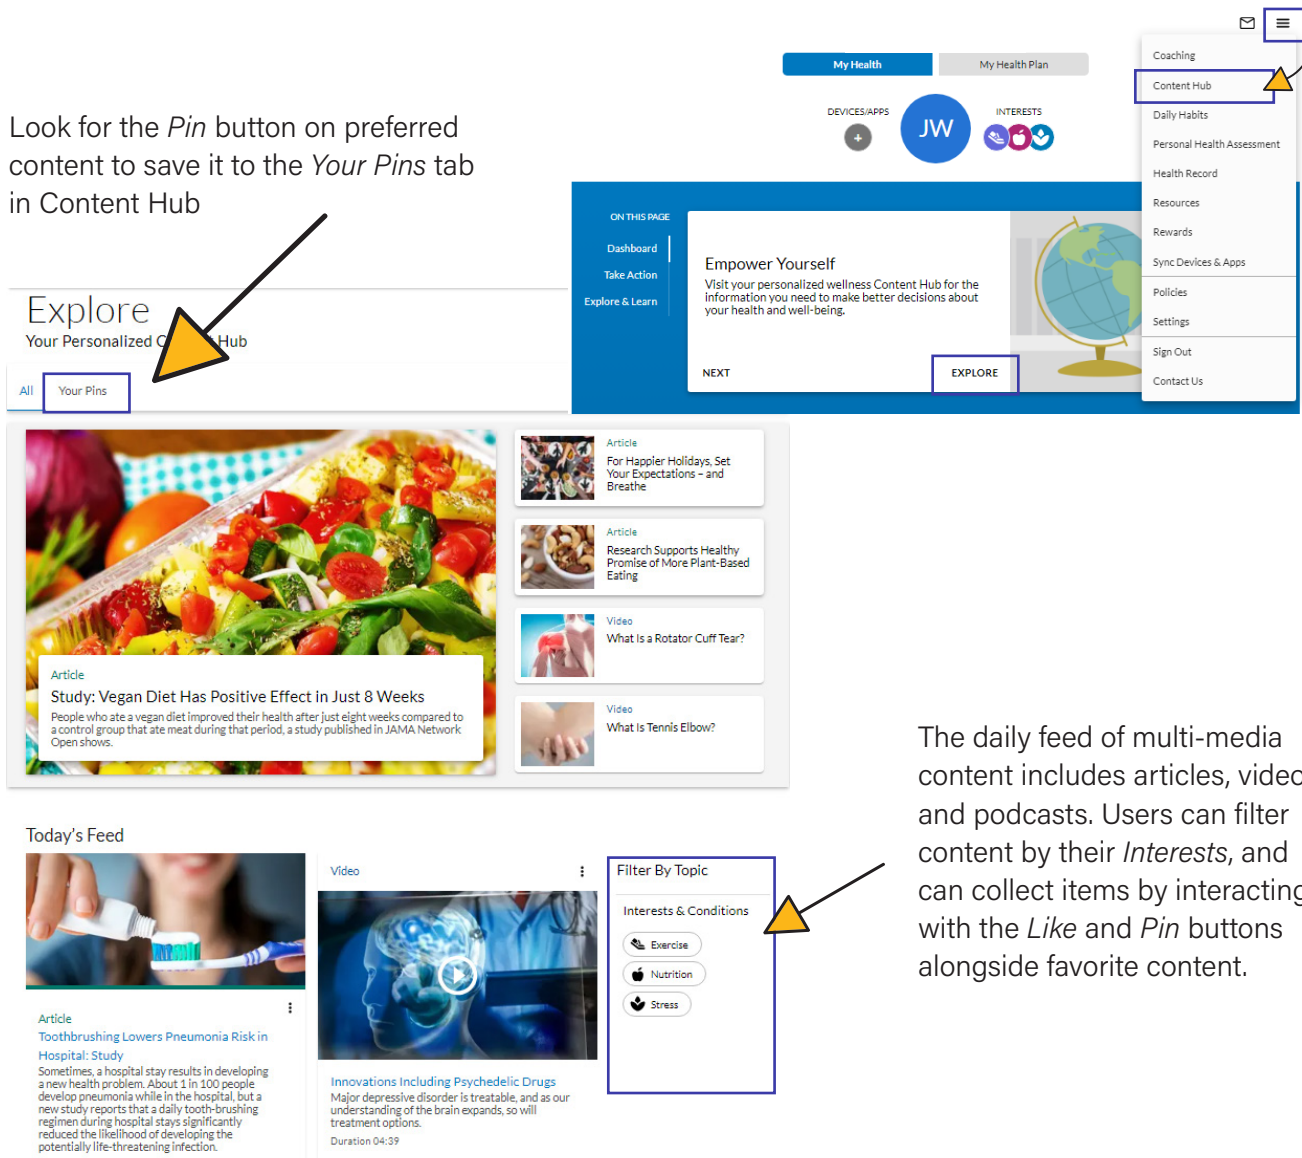 My Health
My Health Plan
DEVICES/APPS
JW
INTERESTS
Coaching
Content Hub
Daily Habits
Personal Health Assessment
Health Record
Resources
Rewards
Sync Devices & Apps
Policies
Settings
Sign Out
Contact Us
Look for the Pin button on preferred
content to save it to the Your Pins tab
in Content Hub
ON THIS PAGE
Dashboard
Take Action
Explore & Learn
Empower Yourself
Visit your personalized wellness Content Hub for the
information you need to make better decisions about
your health and well-being.
NEXT
EXPLORE
Explore
Your Personalized Hub
All
Your Pins
Article
Study: Vegan Diet Has Positive Effect in Just 8 Weeks
People who ate a vegan diet improved their health after just eight weeks compared to
a control group that ate meat during that period, a study published in JAMA Network
Open shows.
Article
For Happier Holidays, Set
Your Expectations – and
Breathe
Article
Research Supports Healthy
Promise of More Plant-Based
Eating
Video
What Is a Rotator Cuff Tear?
Video
What Is Tennis Elbow?
The daily feed of multi-media
content includes articles, video
and podcasts. Users can filter
content by their Interests, and
can collect items by interacting
with the Like and Pin buttons
alongside favorite content.
Today's Feed
Article
Toothbrushing Lowers Pneumonia Risk in
Hospital: Study
Sometimes, a hospital stay results in developing
a new health problem. About 1 in 100 people
develop pneumonia while in the hospital, but a
new study reports that a daily tooth-brushing
regimen during hospital stays significantly
reduced the likelihood of developing the
potentially life-threatening infection.
Video
Innovations Including Psychedelic Drugs
Major depressive disorder is treatable, and as our
understanding of the brain expands, so will
treatment options.
Duration 04:39
Filter By Topic
Interests & Conditions
Exercise
Nutrition
Stress